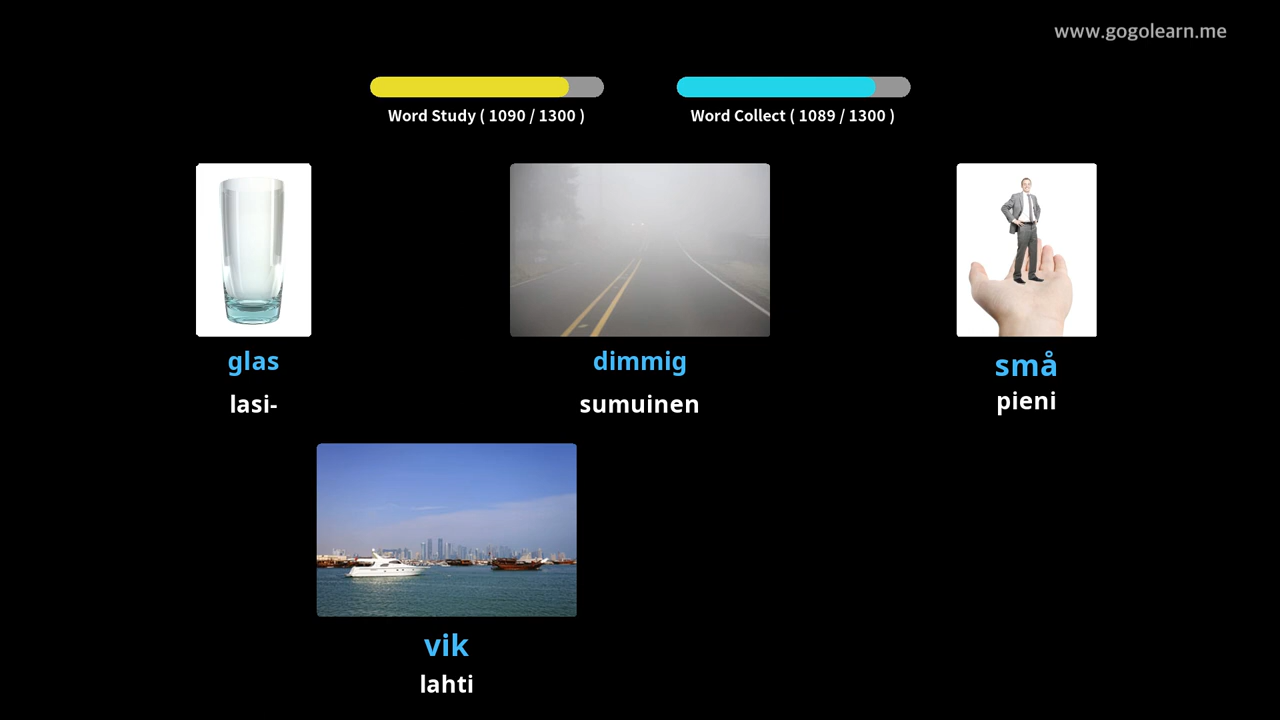 www.gogolearn.me
Word Study ( 1090 / 1300 )
Word Collect ( 1089 / 1300 )
glas
lasi-
dimmig
sumuinen
små
pieni
vik
lahti